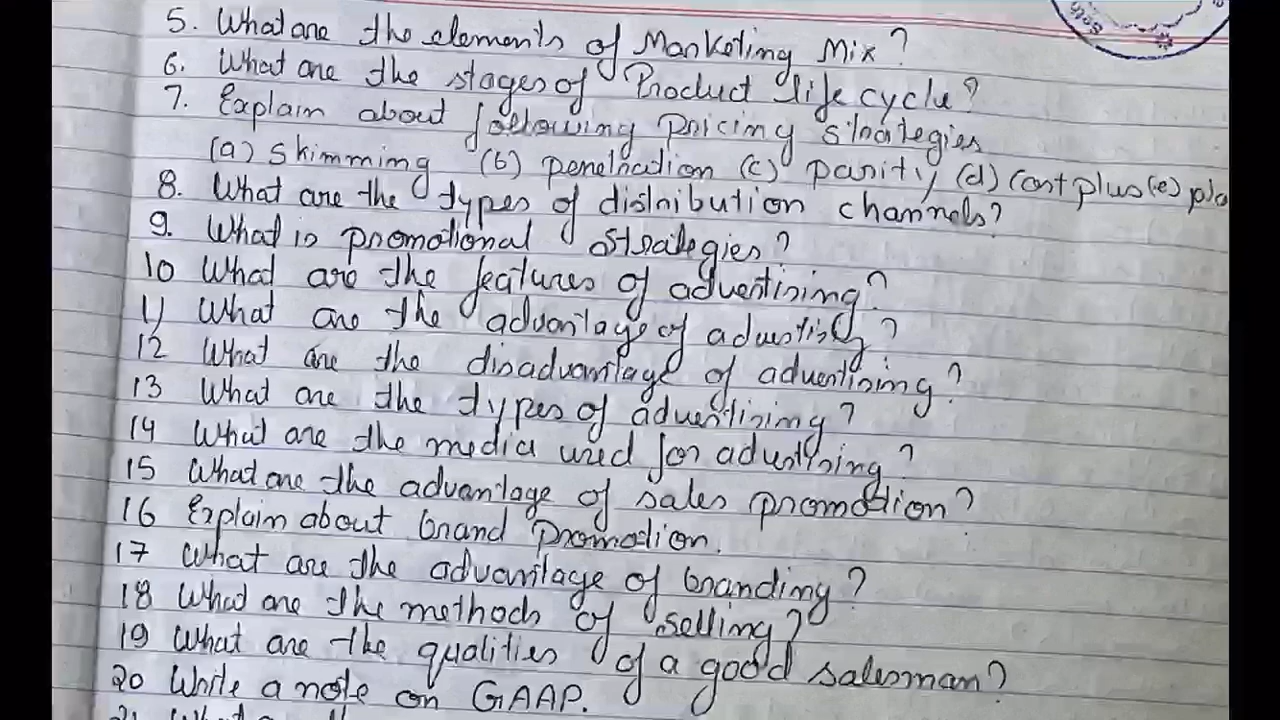 5. What are the elements of Marketing Mix?
6. What are the stages of Product life cycle?
7. Explain about following pricing strategies
(a) skimming (b) penetration (c) parity (d) Cost plus (e)
8. What are the types of distribution channels?
9. What is promotional strategies?
10 What are the features of advertising?
11 What are the advantage of advertising?
12 What are the disadvantage of advertising?
13 What are the types of advertising?
14 What are the media used for advertising?
15 What are the advantage of sales promotion?
16 Explain about brand Promotion.
17 What are the advantage of branding?
18 What are the methods of selling?
19 What are the qualities of a good salesman?
20 Write a note on GAAP.